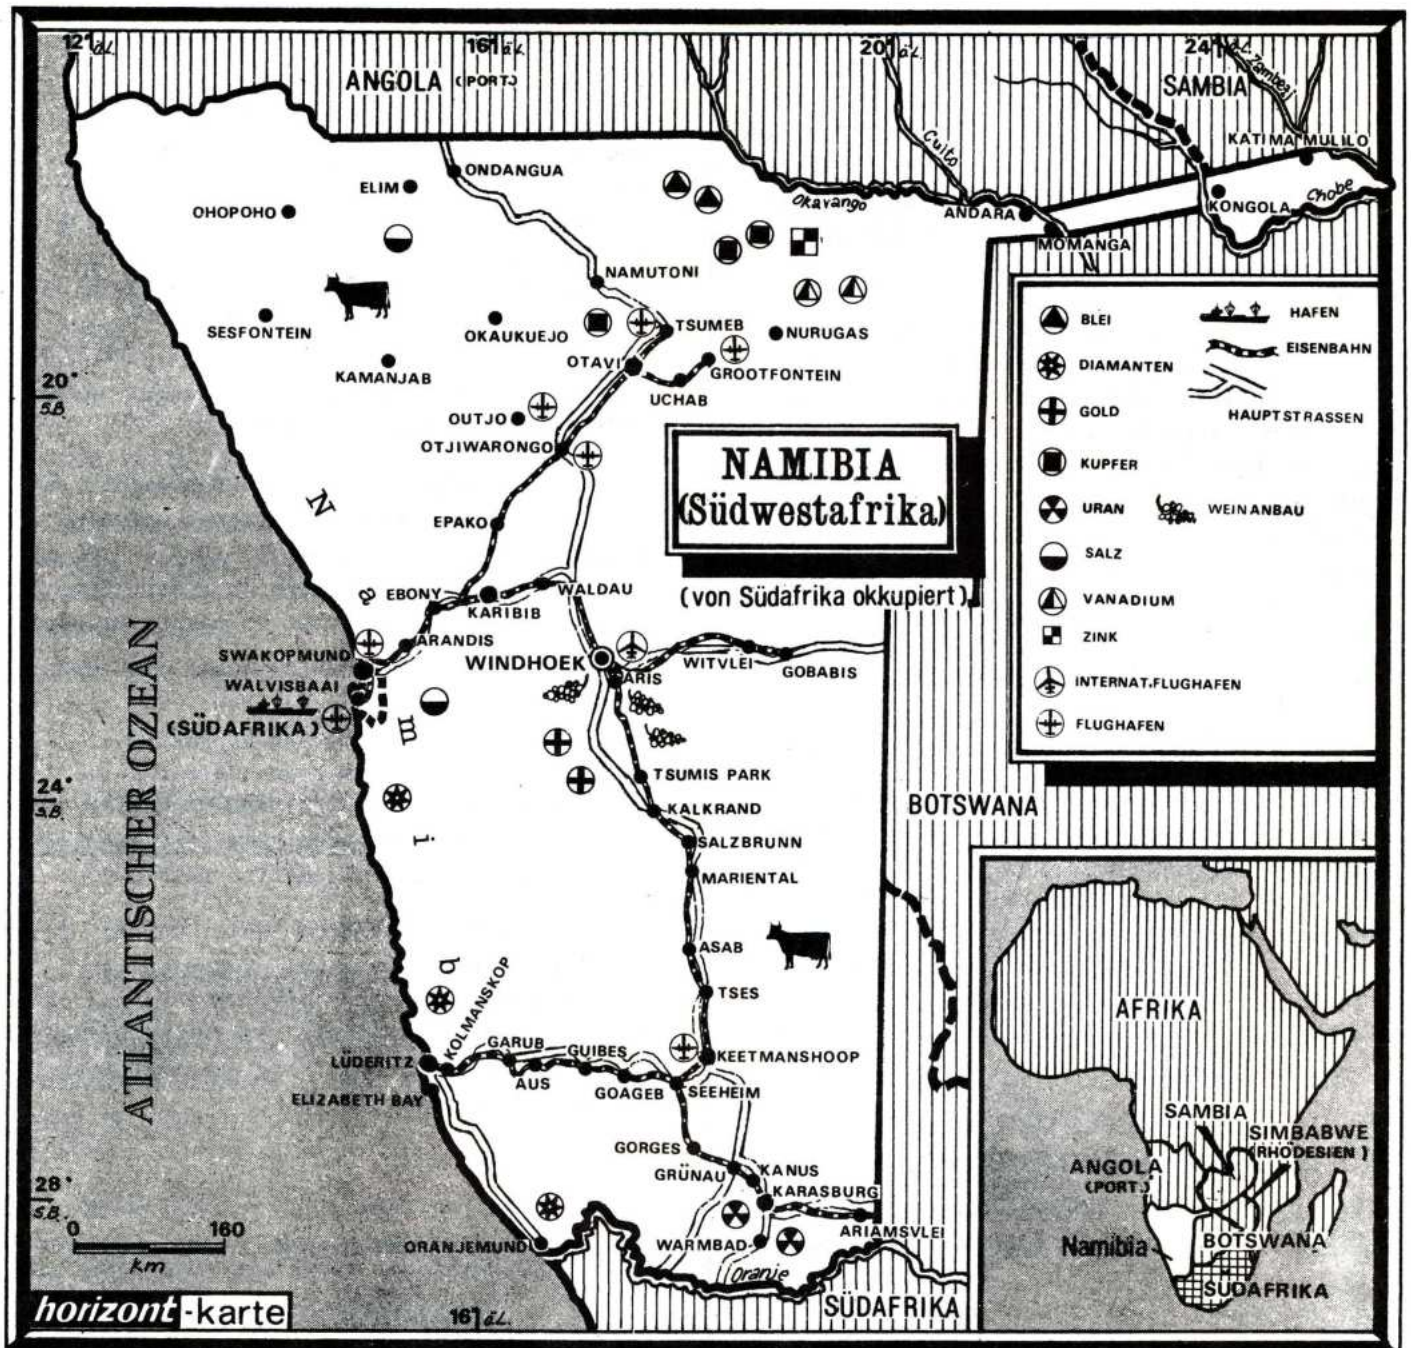 12° ö.L.
16° ö.L.
20° ö.L.
24° ö.L.
ANGOLA (PORT.)
SAMBIA
Zambesi
Cuito
KATIMA MULILO
ONDANGUA
ELIM
OHOPOHO
Okavango
ANDARA
KONGOLA
Chobe
MOMANGA
NAMUTONI
SESFONTEIN
OKAUKUEJO
TSUMEB
NURUGAS
OTAVI
GROOTFONTEIN
KAMANJAB
UCHAB
20°
S.B.
OUTJO
OTJIWARONGO
NAMIBIA
(Südwestafrika)
(von Südafrika okkupiert)
BLEI
DIAMANTEN
GOLD
KUPFER
URAN
SALZ
VANADIUM
ZINK
INTERNAT.FLUGHAFEN
FLUGHAFEN
HAFEN
EISENBAHN
HAUPTSTRASSEN
WEINANBAU
EPAKO
EBONY
KARIBIB
WALDAU
ARANDIS
SWAKOPMUND
WINDHOEK
WITVLEI
GOBABIS
ARIS
WALVISBAAI
(SÜDAFRIKA)
Namib
ATLANTISCHER OZEAN
24°
S.B.
TSUMIS PARK
KALKRAND
SALZBRUNN
MARIENTAL
BOTSWANA
ASAB
TSES
KOLMANSKOP
LÜDERITZ
GARUB
GUIBES
KEETMANSHOOP
AUS
GOAGEB
SEEHEIM
ELIZABETH BAY
GORGES
GRÜNAU
KANUS
KARASBURG
28°
S.B.
ARIAMSVLEI
WARMBAD
ORANJEMUND
Oranje
SÜDAFRIKA
0 160
km
horizont-karte
16° ö.L.
AFRIKA
SAMBIA
SIMBABWE
(RHODESIEN)
ANGOLA
(PORT.)
BOTSWANA
Namibia
SÜDAFRIKA